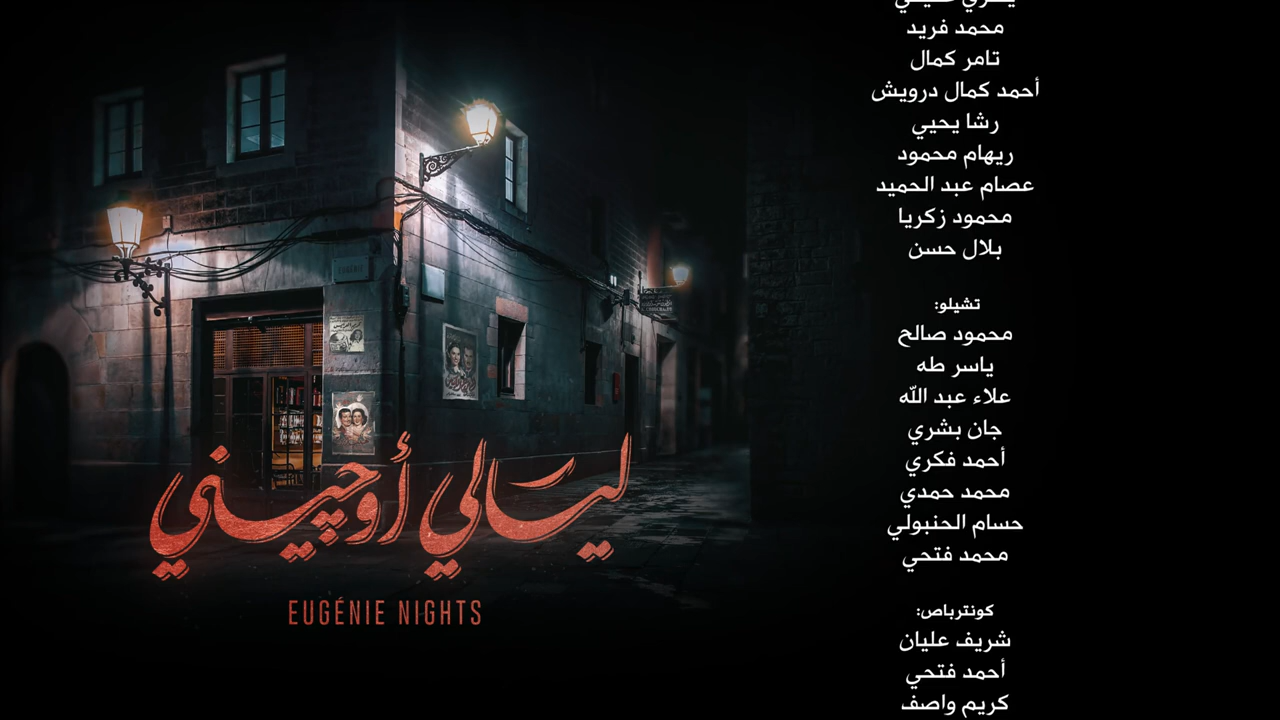 ليالي أوجيني
EUGÉNIE NIGHTS
محمد فريد
تامر كمال
أحمد كمال درويش
رشا يحيي
ريهام محمود
عصام عبد الحميد
محمود زكريا
بلال حسن
تشيلو:
محمود صالح
ياسر طه
علاء عبد الله
جان بشري
أحمد فكري
محمد حمدي
حسام الحنبولي
محمد فتحي
كونترباص:
شريف عليان
أحمد فتحي
كريم واصف